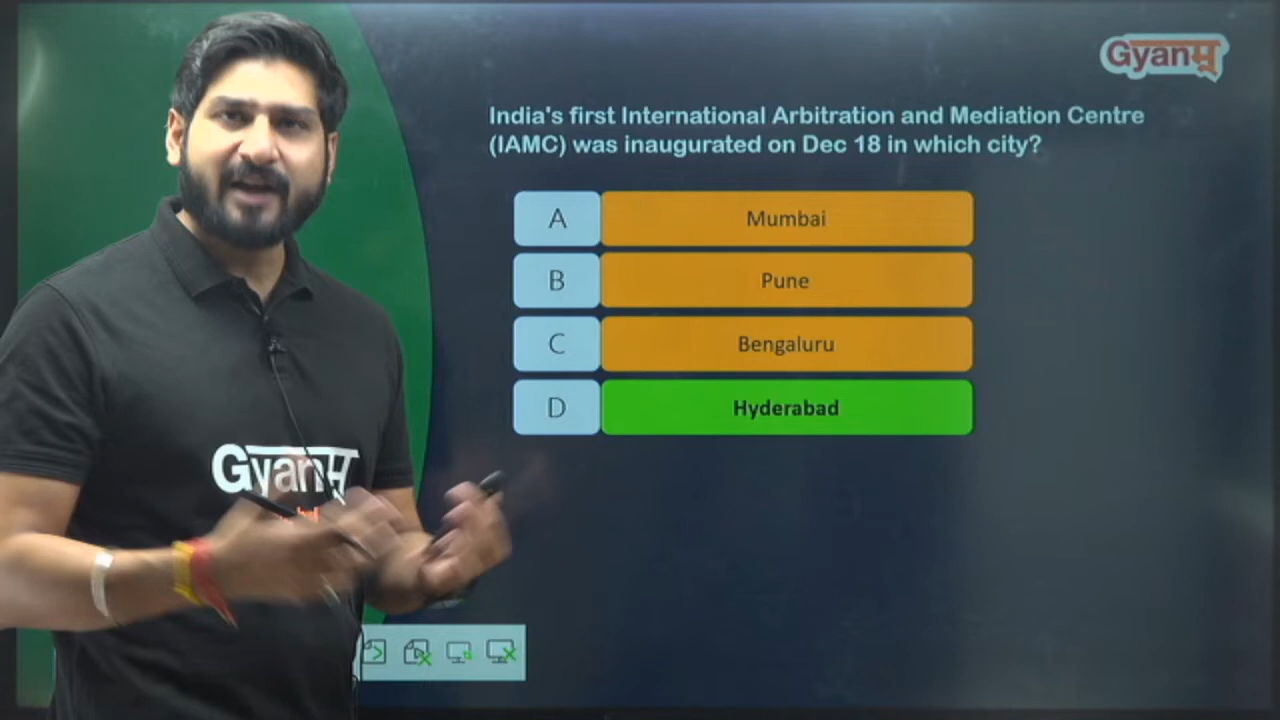 Gyanम्
India's first International Arbitration and Mediation Centre
(IAMC) was inaugurated on Dec 18 in which city?
A Mumbai
B Pune
C Bengaluru
D Hyderabad
Gyanम्